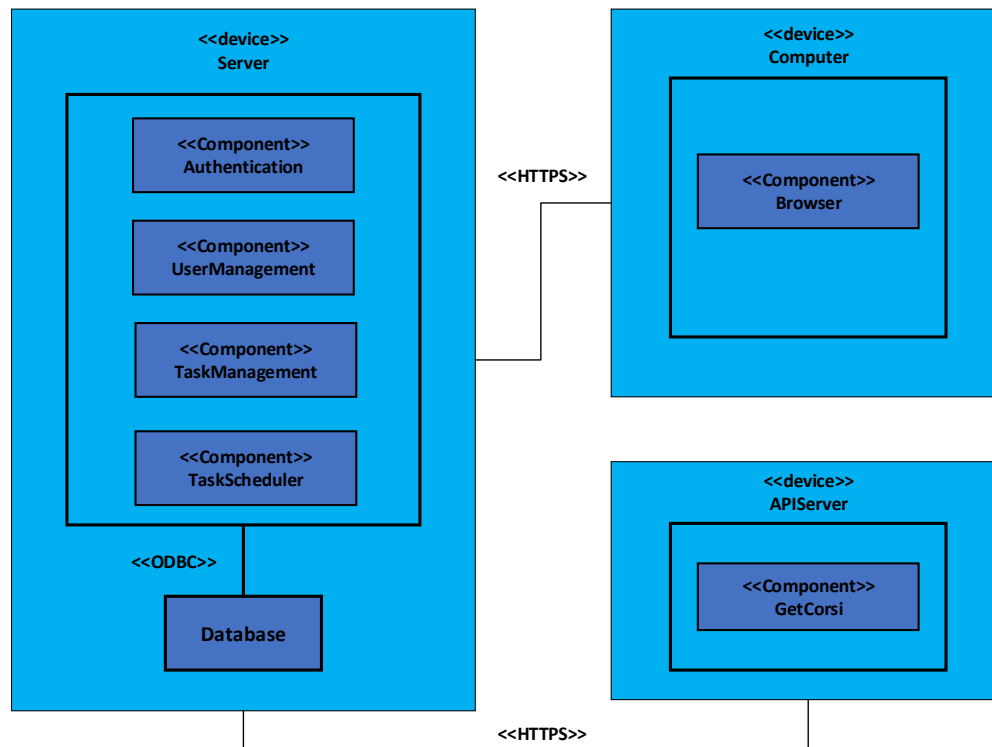 <<device>>
Server
<<Component>>
Authentication
<<Component>>
UserManagement
<<Component>>
TaskManagement
<<Component>>
TaskScheduler
<<ODBC>>
Database
<<HTTPS>>
<<device>>
Computer
<<Component>>
Browser
<<device>>
APIServer
<<Component>>
GetCorsi
<<HTTPS>>